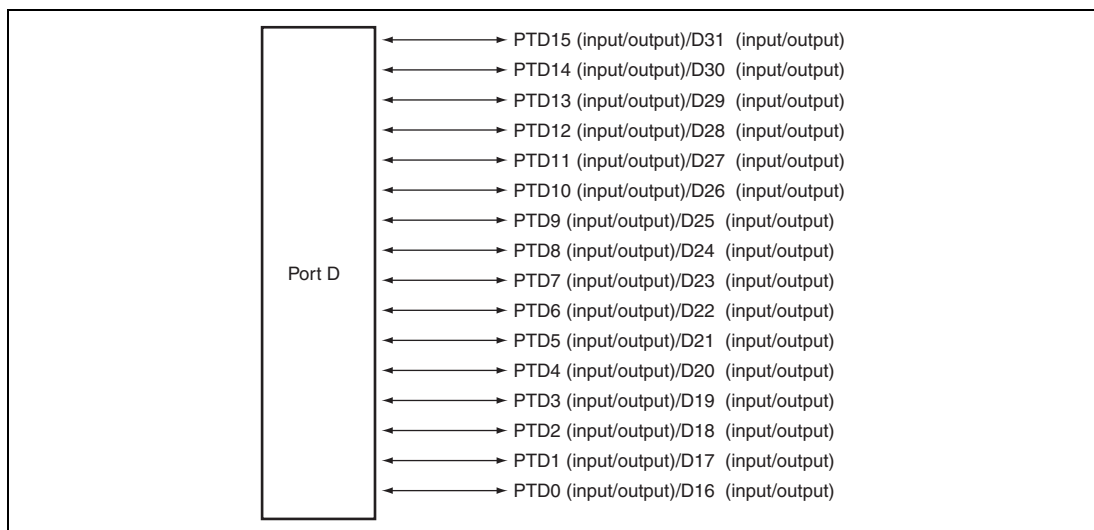 PTD15 (input/output)/D31 (input/output)
PTD14 (input/output)/D30 (input/output)
PTD13 (input/output)/D29 (input/output)
PTD12 (input/output)/D28 (input/output)
PTD11 (input/output)/D27 (input/output)
PTD10 (input/output)/D26 (input/output)
PTD9 (input/output)/D25 (input/output)
PTD8 (input/output)/D24 (input/output)
Port D
PTD7 (input/output)/D23 (input/output)
PTD6 (input/output)/D22 (input/output)
PTD5 (input/output)/D21 (input/output)
PTD4 (input/output)/D20 (input/output)
PTD3 (input/output)/D19 (input/output)
PTD2 (input/output)/D18 (input/output)
PTD1 (input/output)/D17 (input/output)
PTD0 (input/output)/D16 (input/output)